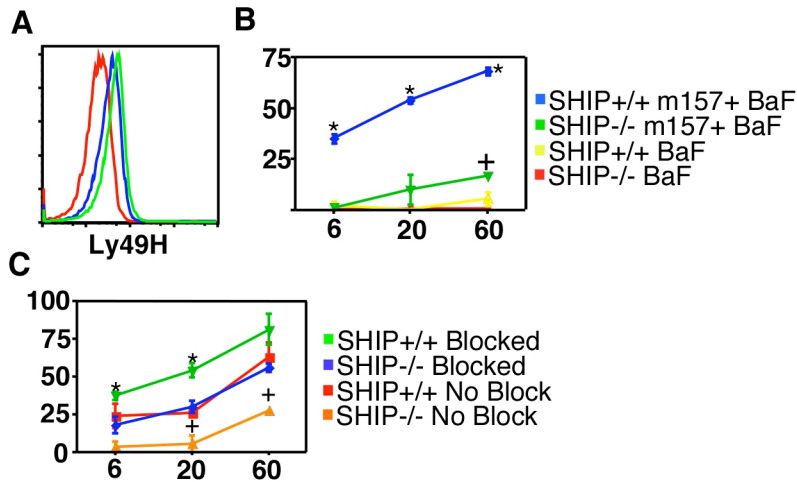 A
Ly49H
B
75
50
25
6 20 60
* * * +
SHIP+/+ m157+ BaF
SHIP-/- m157+ BaF
SHIP+/+ BaF
SHIP-/- BaF
C
100
75
50
25
0
6 20 60
* * + +
SHIP+/+ Blocked
SHIP-/- Blocked
SHIP+/+ No Block
SHIP-/- No Block